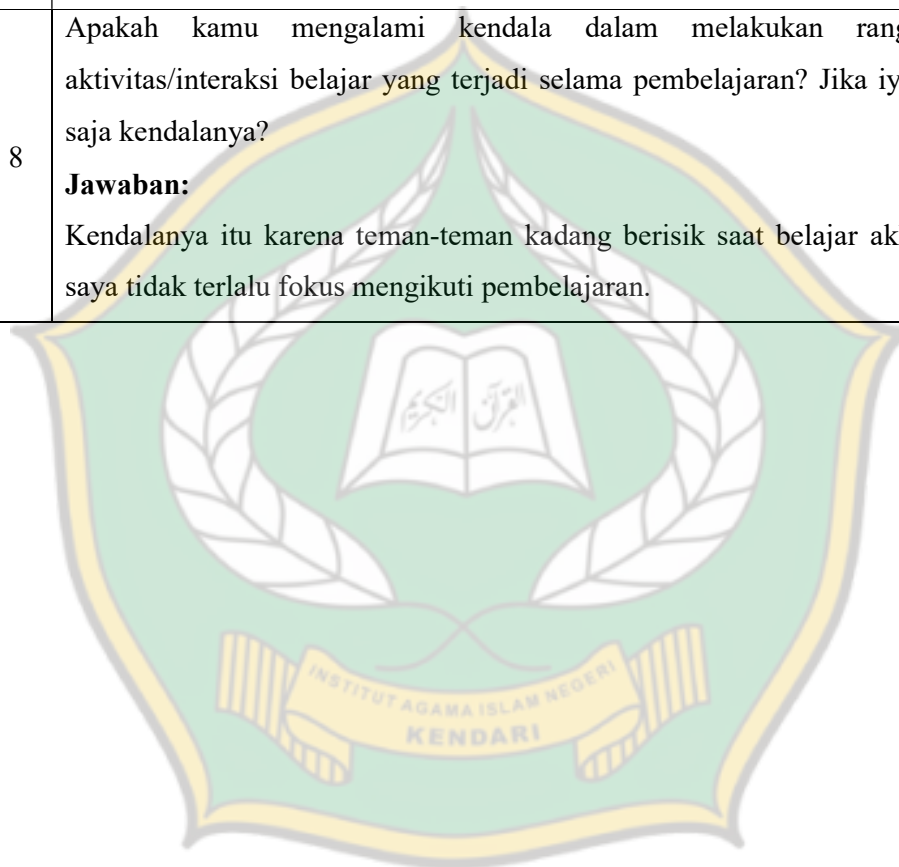 Apakah kamu mengalami kendala dalam melakukan rang
aktivitas/interaksi belajar yang terjadi selama pembelajaran? Jika iy
saja kendalanya?
8
Jawaban:
Kendalanya itu karena teman-teman kadang berisik saat belajar ak
saya tidak terlalu fokus mengikuti pembelajaran.
القرآن الكريم
INSTITUT AGAMA ISLAM NEGERI
KENDARI